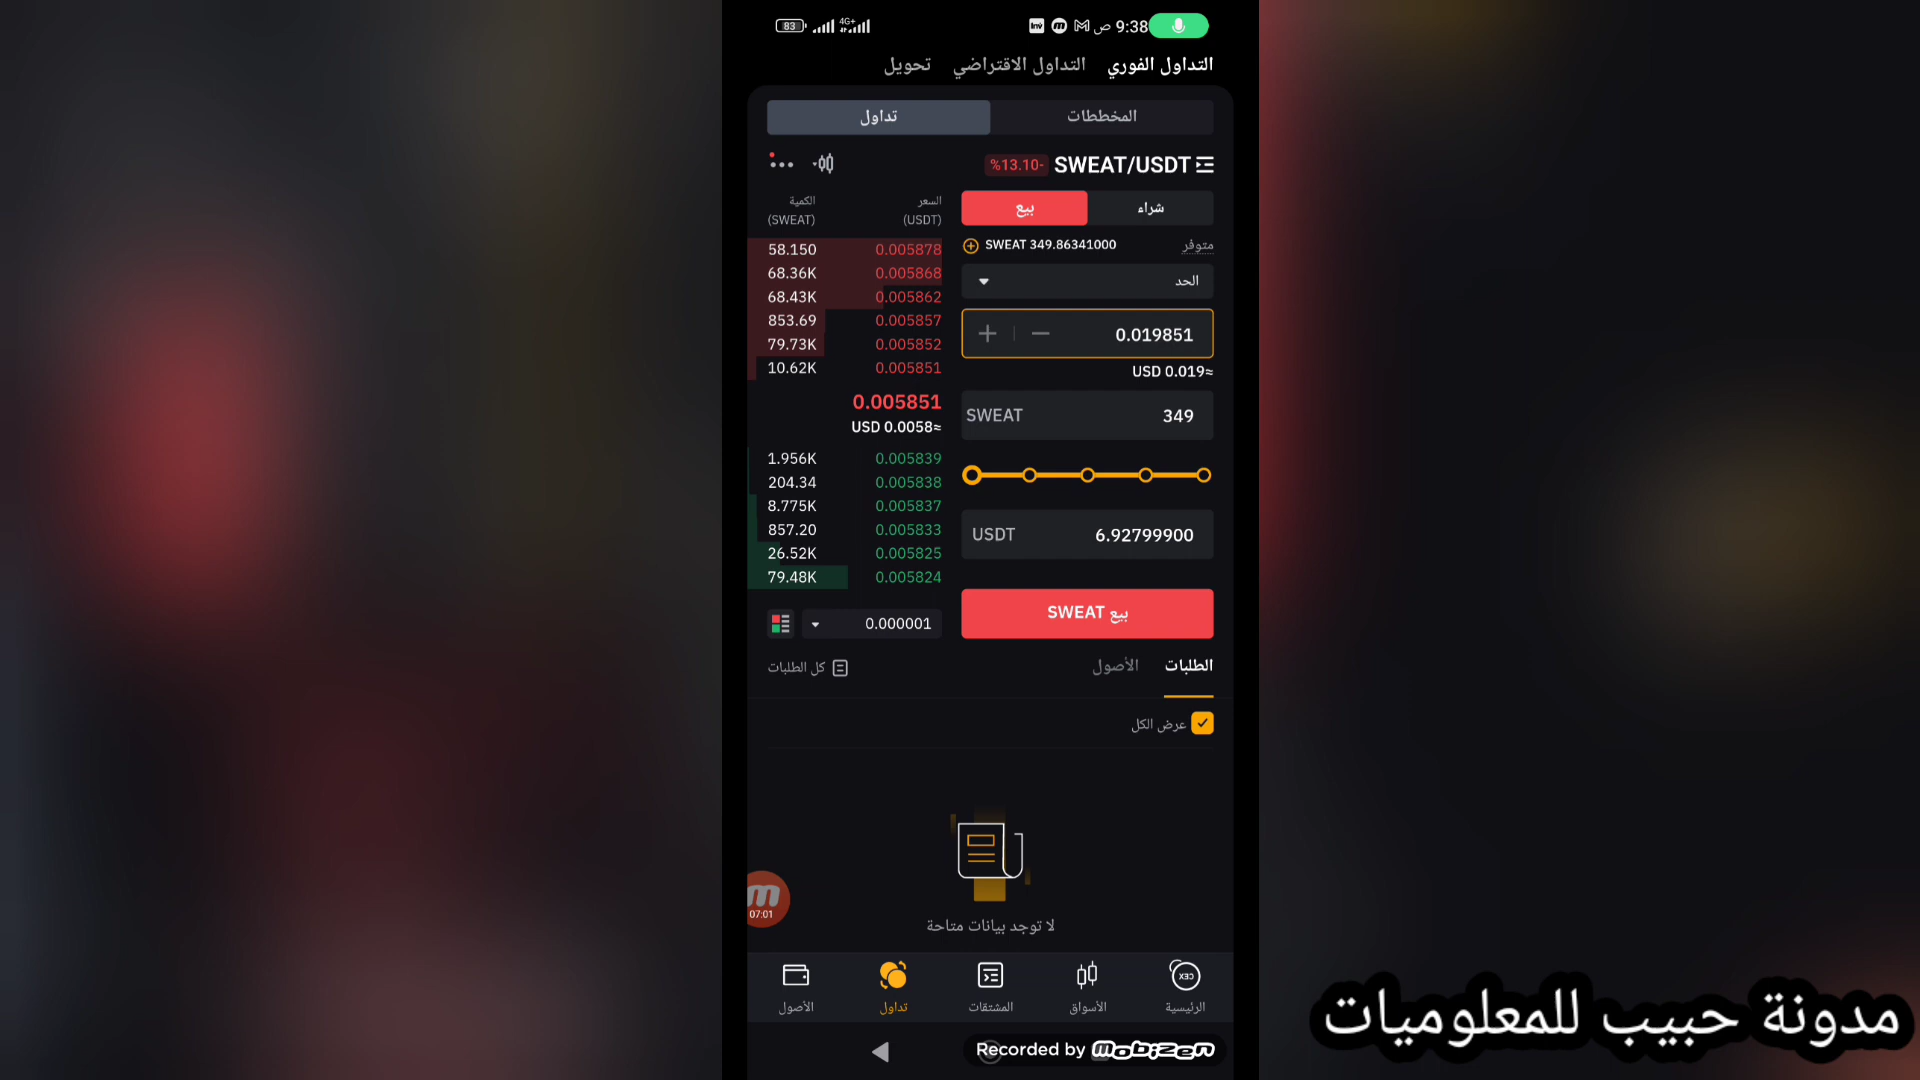 83 4G+ ص 9:38
التداول الفوري التداول الاقتراضي تحويل
المخططات تداول
SWEAT/USDT %13.10-
شراء بيع
متوفر SWEAT 349.86341000
الحد
0.019851
USD 0.019≈
SWEAT 349
USDT 6.92799900
بيع SWEAT
السعر الكمية
(USDT) (SWEAT)
0.005878 58.150
0.005868 68.36K
0.005862 68.43K
0.005857 853.69
0.005852 79.73K
0.005851 10.62K
0.005851
USD 0.0058≈
0.005839 1.956K
0.005838 204.34
0.005837 8.775K
0.005833 857.20
0.005825 26.52K
0.005824 79.48K
0.000001
الطلبات الأصول كل الطلبات
عرض الكل
لا توجد بيانات متاحة
07:01
الرئيسية الأسواق المشتقات تداول الأصول
Recorded by mobizen
مدونة حبيب للمعلوميات